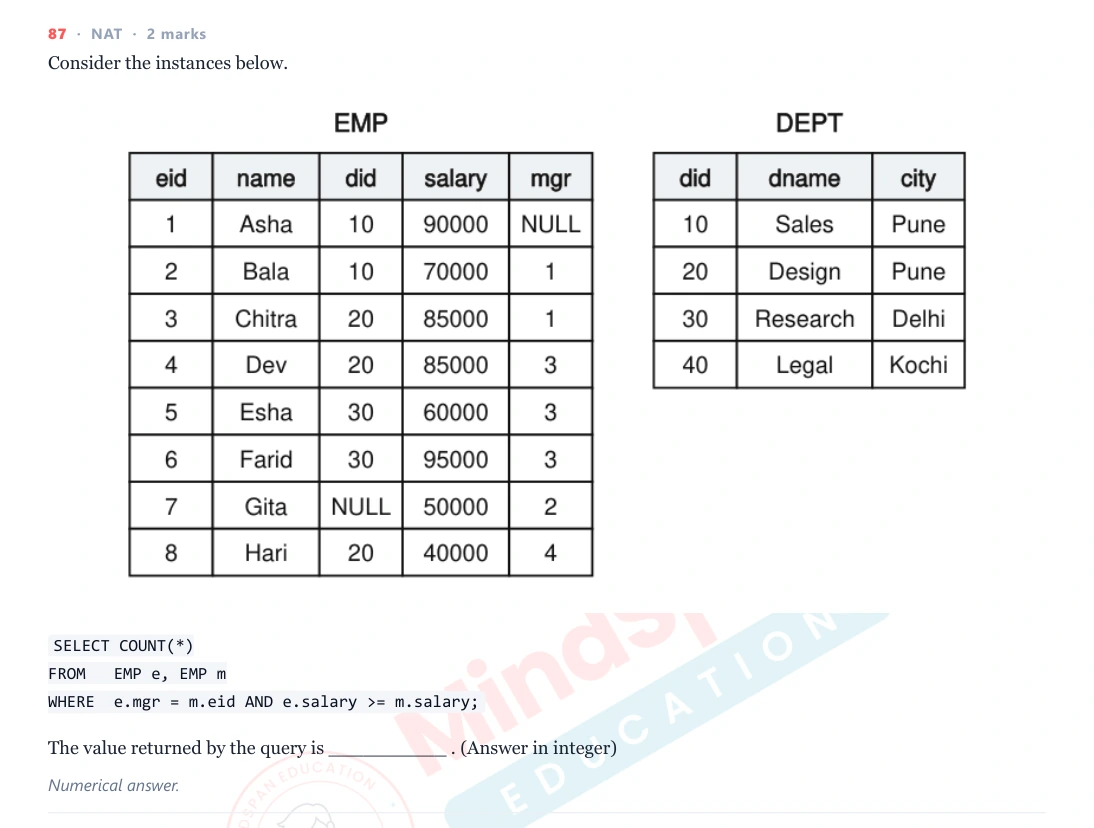 87 · NAT · 2 marks
Consider the instances below.
EMP
eid name did salary mgr
1 Asha 10 90000 NULL
2 Bala 10 70000 1
3 Chitra 20 85000 1
4 Dev 20 85000 3
5 Esha 30 60000 3
6 Farid 30 95000 3
7 Gita NULL 50000 2
8 Hari 20 40000 4
DEPT
did dname city
10 Sales Pune
20 Design Pune
30 Research Delhi
40 Legal Kochi
SELECT COUNT(*)
FROM EMP e, EMP m
WHERE e.mgr = m.eid AND e.salary >= m.salary;
The value returned by the query is ____________ . (Answer in integer)
Numerical answer.
EDUCATION